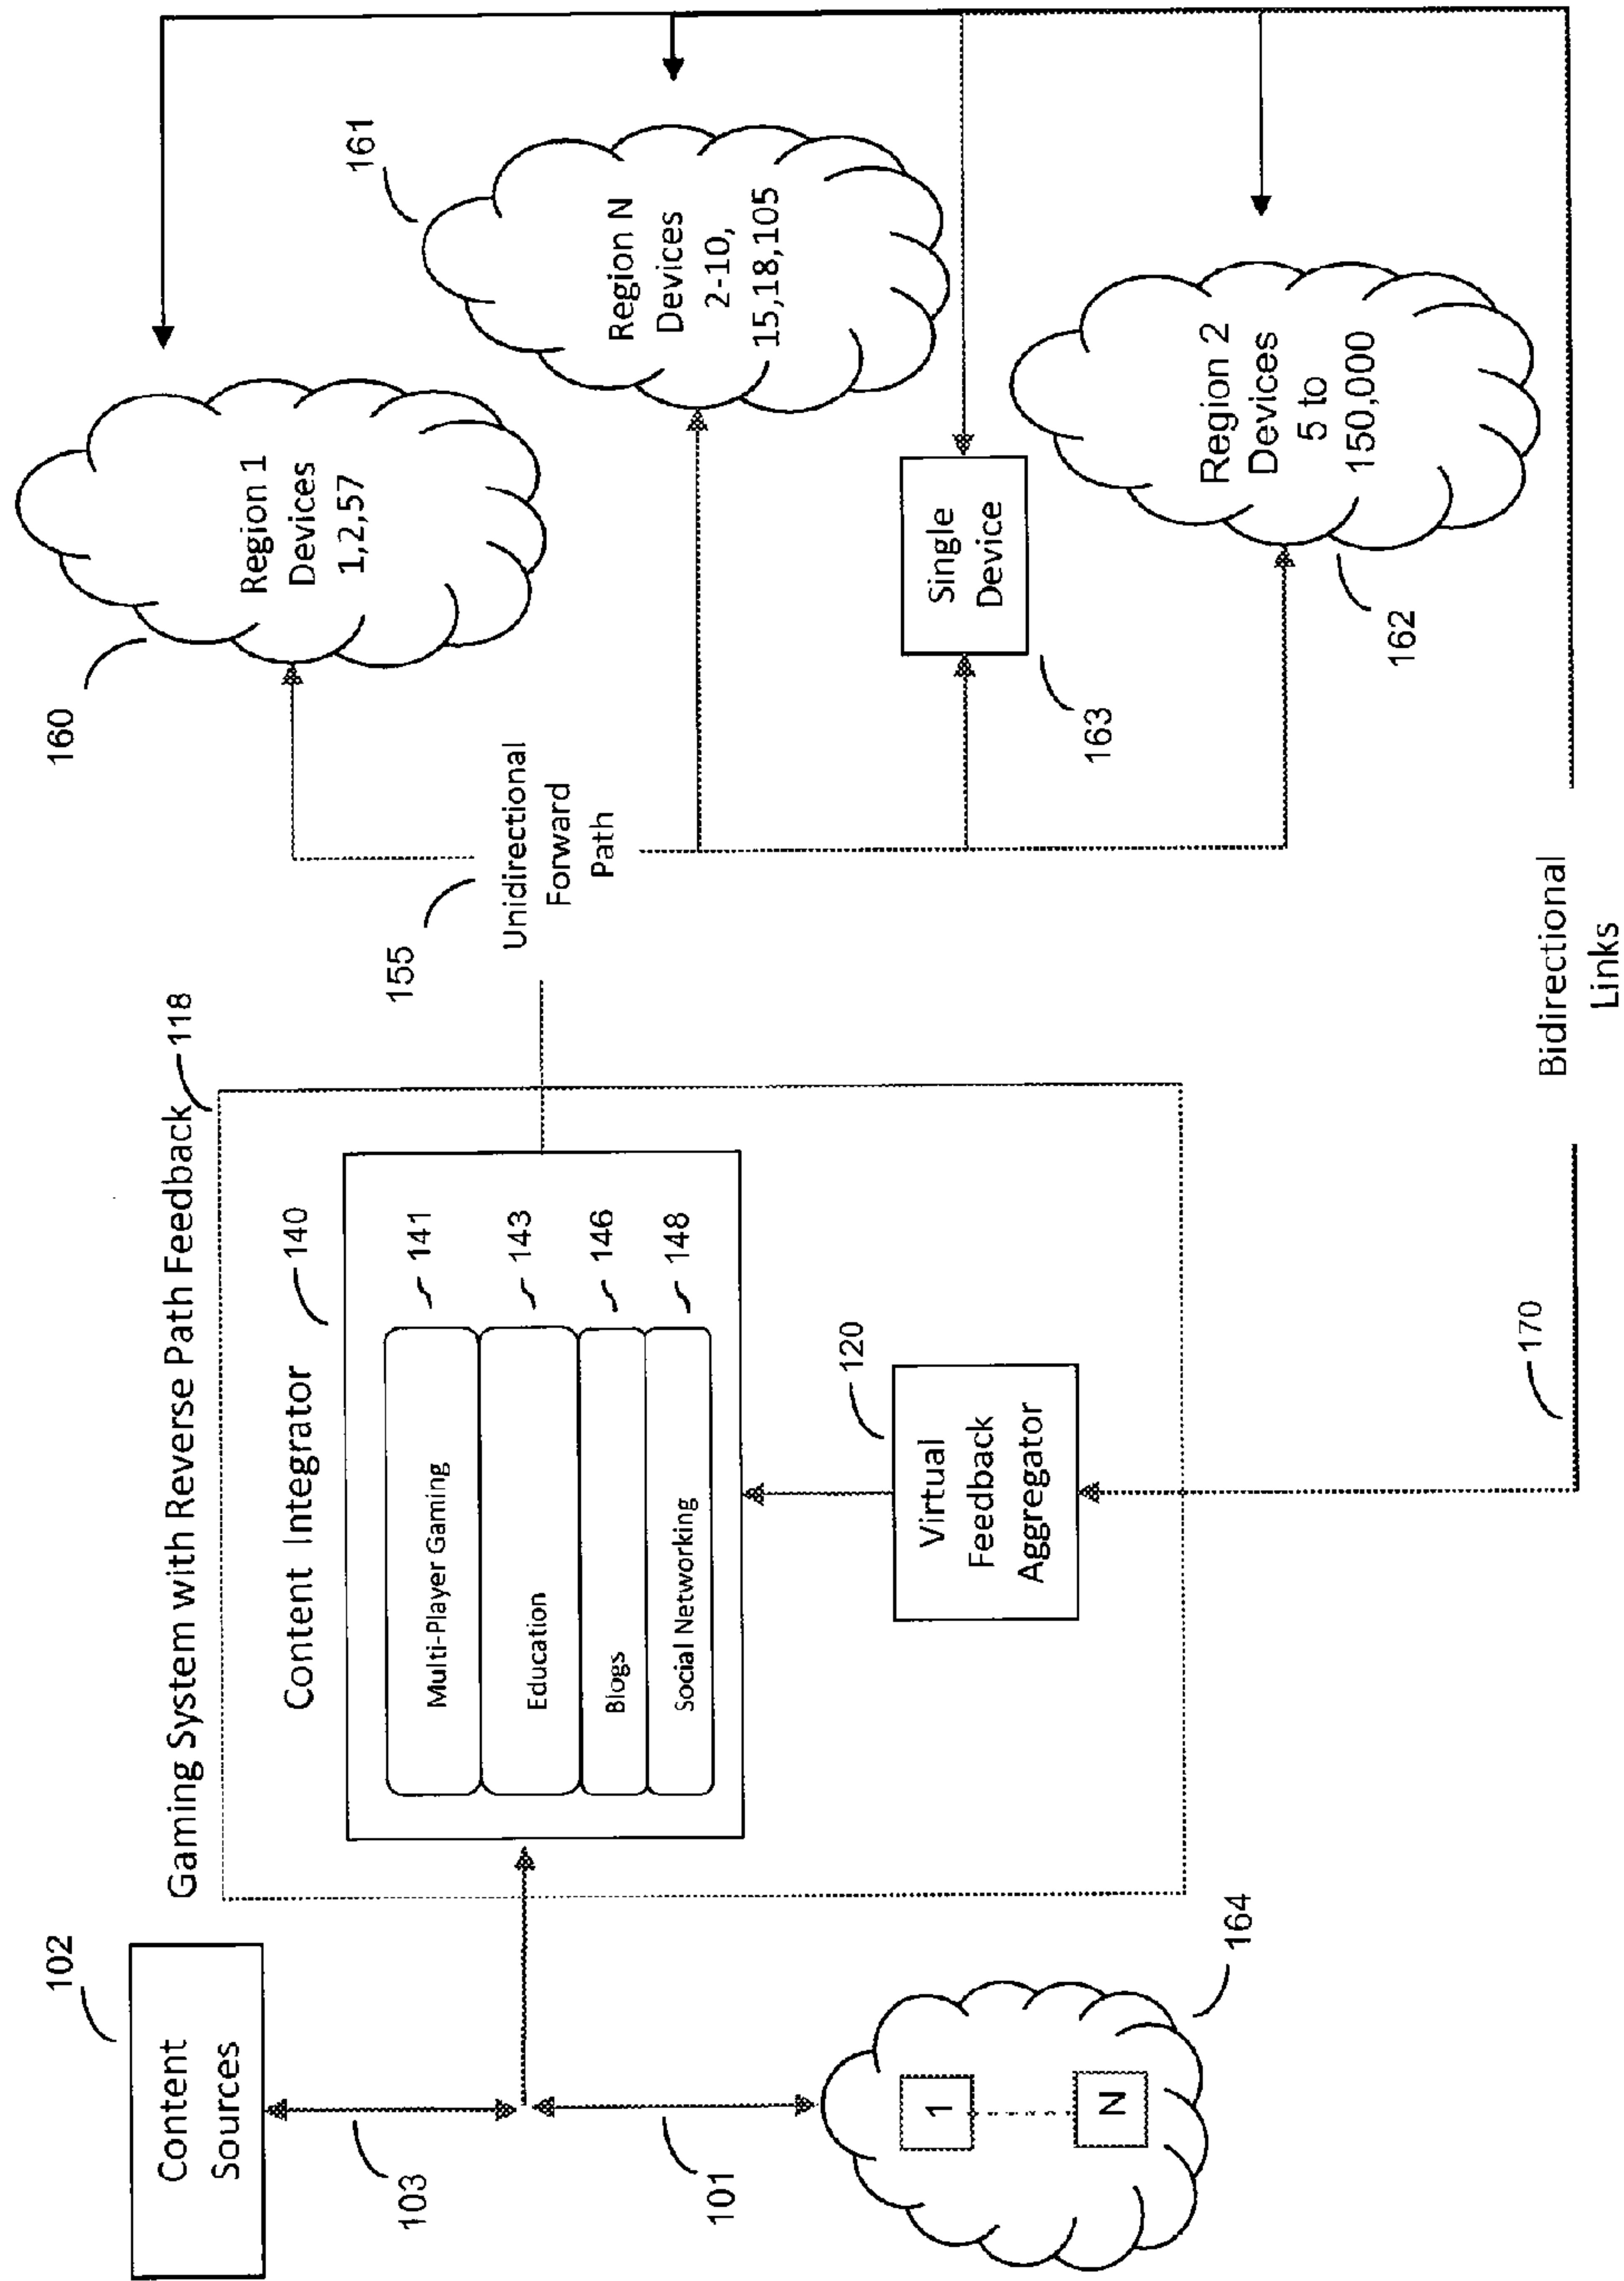 Gaming System with Reverse Path Feedback
118
102
Content
Sources
103
101
1
N
164
Content Integrator
140
Multi-Player Gaming
141
Education
143
Blogs
146
Social Networking
148
Virtual
Feedback
Aggregator
120
155
Unidirectional
Forward
Path
160
Region 1
Devices
1,2,57
161
Region N
Devices
2-10,
15,18,105
Single
Device
163
Region 2
Devices
5 to
150,000
162
170
Bidirectional
Links